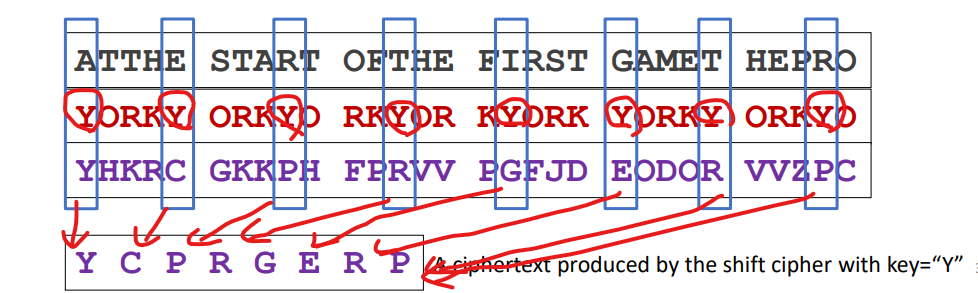 ATTHE START OFTHE FIRST GAMET HEPRO
YORKY ORKYO RKYOR KYORK YORKY ORKYO
YHKRC GKKPH FPRVV PGFJD EODOR VVZPC
Y C P R G E R P A ciphertext produced by the shift cipher with key="Y"